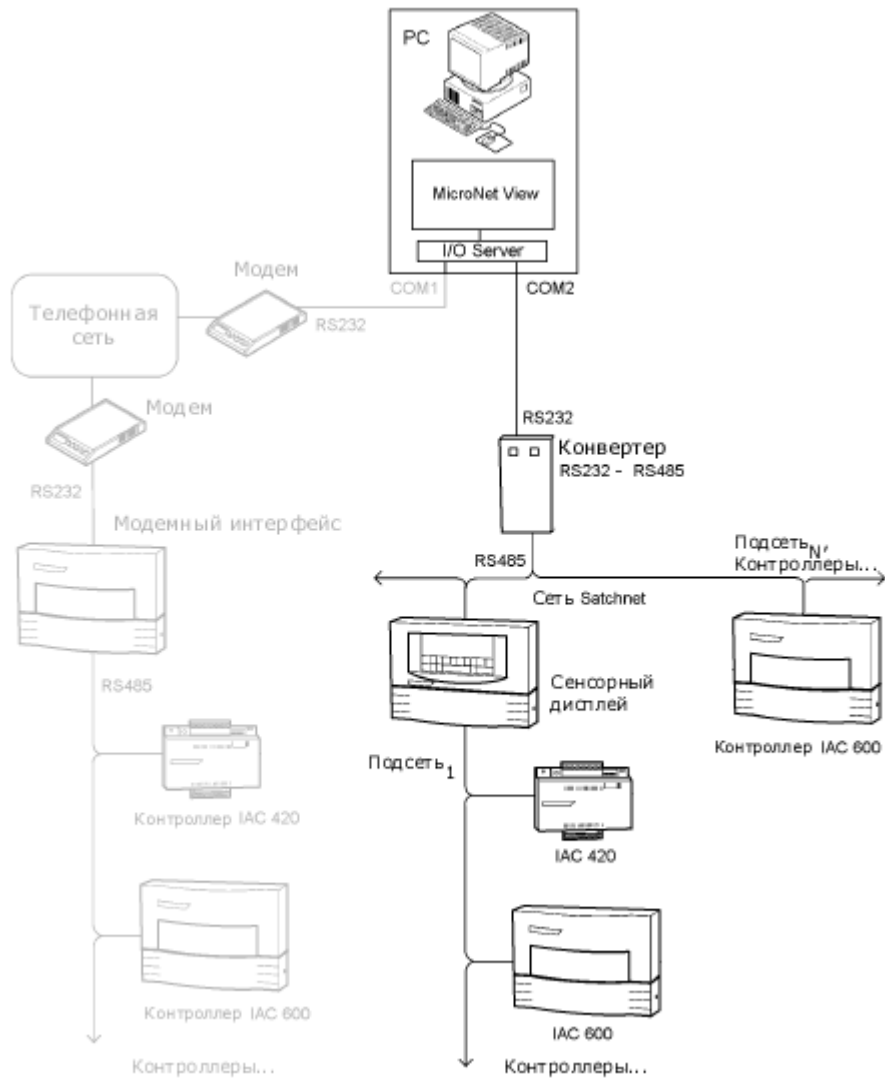 PC
MicroNet View
I/O Server
COM1
COM2
Модем
RS232
Телефонная
сеть
Модем
RS232
RS232
Конвертер
RS232 - RS485
Модемный интерфейс
RS485
Подсеть N,
Контроллеры...
Сеть Satchnet
RS485
Сенсорный
дисплей
Контроллер IAC 600
Подсеть 1
Контроллер IAC 420
IAC 420
Контроллер IAC 600
IAC 600
Контроллеры...
Контроллеры...